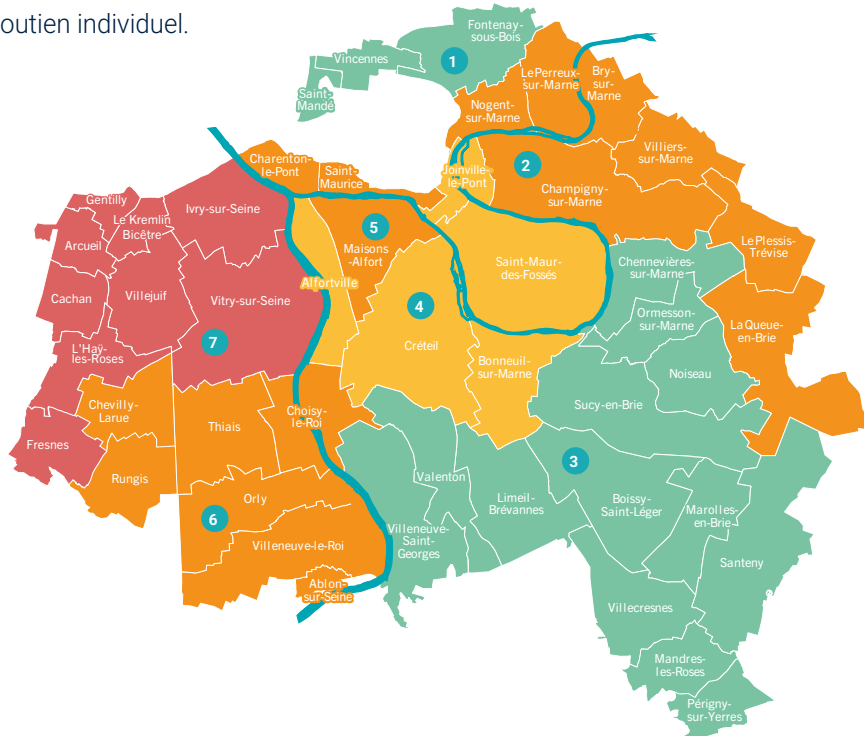 outien individuel.
Fontenay-
sous-Bois
Vincennes
1
Saint-
Mandé
Le Perreux-
sur-Marne
Bry-
sur-
Marne
Nogent-
sur-Marne
Villiers-
sur-Marne
Charenton-
le-Pont
Saint-
Maurice
Joinville-
le-Pont
2
Champigny-
sur-Marne
Gentilly
Le Kremlin
Bicêtre
Ivry-sur-Seine
Arcueil
5
Maisons
-Alfort
Le Plessis-
Trévise
Saint-Maur-
des-Fossés
Chennevières-
sur-Marne
Cachan
Villejuif
Vitry-sur-Seine
Alfortville
4
Créteil
Ormesson-
sur-Marne
La Queue-
en-Brie
7
L'Haÿ-
les-Roses
Bonneuil-
sur-Marne
Noiseau
Chevilly-
Larue
Thiais
Choisy-
le-Roi
Sucy-en-Brie
Fresnes
Rungis
3
Valenton
Orly
6
Limeil-
Brévannes
Boissy-
Saint-Léger
Marolles-
en-Brie
Villeneuve-
Saint-
Georges
Villeneuve-le-Roi
Santeny
Ablon-
sur-Seine
Villecresnes
Mandres-
les-Roses
Périgny-
sur-Yerres